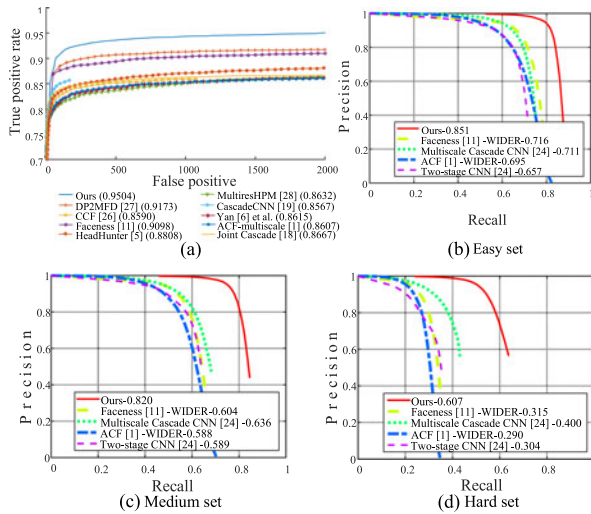 True positive rate
1
0.95
0.9
0.85
0.8
0.75
0.7
0
500
1000
1500
2000
False positive
Ours (0.9504)
DP2MFD [27] (0.9173)
CCF [26] (0.8590)
Faceness [11] (0.9098)
HeadHunter [5] (0.8808)
MultiresHPM [28] (0.8632)
CascadeCNN [19] (0.8567)
Yan [6] et al. (0.8615)
ACF-multiscale [1] (0.8607)
Joint Cascade [18] (0.8667)
(a)
Precision
1
0.8
0.6
0.4
0.2
0
0
0.2
0.4
0.6
0.8
1
Ours-0.851
Faceness [11] -WIDER-0.716
Multiscale Cascade CNN [24] -0.711
ACF [1] -WIDER-0.695
Two-stage CNN [24] -0.657
Recall
(b) Easy set
Precision
1
0.8
0.6
0.4
0.2
0
0
0.2
0.4
0.6
0.8
1
Ours-0.820
Faceness [11] -WIDER-0.604
Multiscale Cascade CNN [24] -0.636
ACF [1] -WIDER-0.588
Two-stage CNN [24] -0.589
Recall
(c) Medium set
Precision
1
0.8
0.6
0.4
0.2
0
0
0.2
0.4
0.6
0.8
Ours-0.607
Faceness [11] -WIDER-0.315
Multiscale Cascade CNN [24] -0.400
ACF [1] -WIDER-0.290
Two-stage CNN [24] -0.304
Recall
(d) Hard set